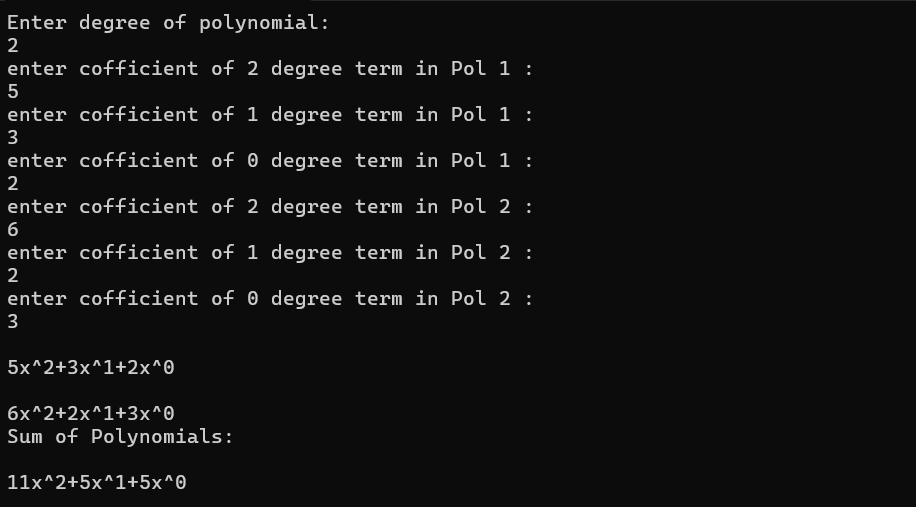 Enter degree of polynomial:
2
enter cofficient of 2 degree term in Pol 1 :
5
enter cofficient of 1 degree term in Pol 1 :
3
enter cofficient of 0 degree term in Pol 1 :
2
enter cofficient of 2 degree term in Pol 2 :
6
enter cofficient of 1 degree term in Pol 2 :
2
enter cofficient of 0 degree term in Pol 2 :
3
5x^2+3x^1+2x^0
6x^2+2x^1+3x^0
Sum of Polynomials:
11x^2+5x^1+5x^0